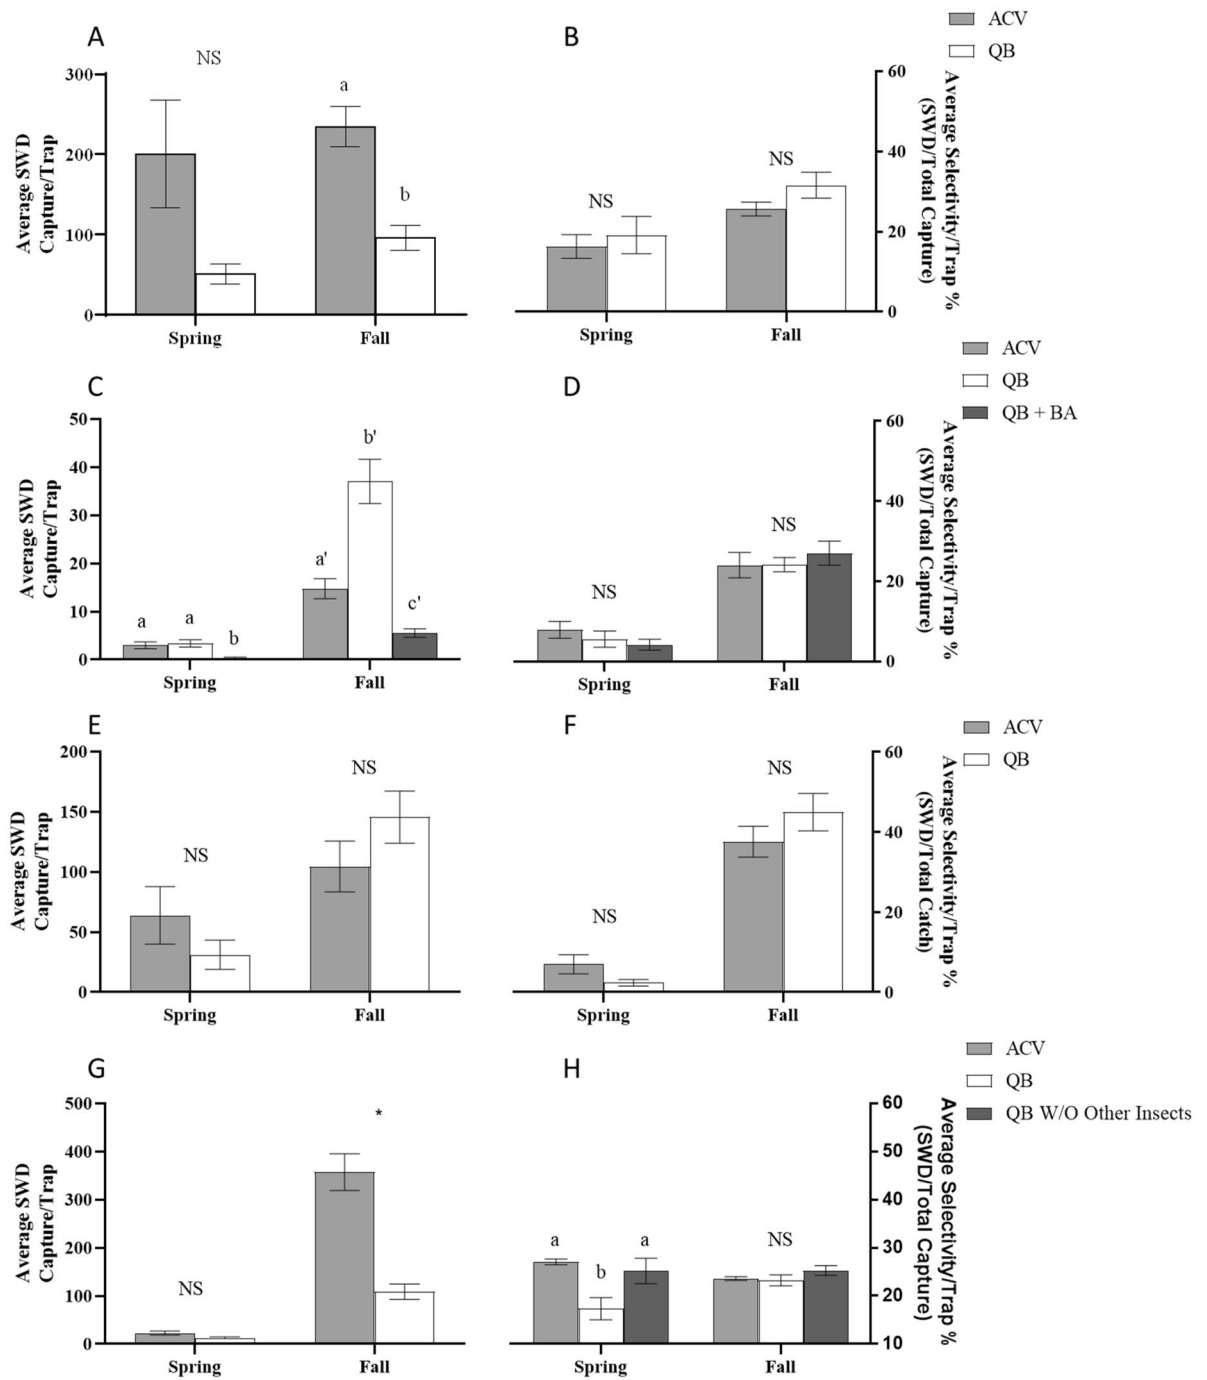 A
B
ACV
QB
NS
300
200
100
0
Average SWD
Capture/Trap
a
b
Spring
Fall
NS
NS
60
40
20
0
Average Selectivity/Trap %
(SWD/Total Capture)
Spring
Fall
C
D
ACV
QB
QB + BA
50
40
30
20
10
0
Average SWD
Capture/Trap
a
a
b
a'
b'
c'
Spring
Fall
NS
NS
60
40
20
0
Average Selectivity/Trap %
(SWD/Total Capture)
Spring
Fall
E
F
ACV
QB
200
150
100
50
0
Average SWD
Capture/Trap
NS
NS
Spring
Fall
NS
NS
60
40
20
0
Average Selectivity/Trap %
(SWD/Total Catch)
Spring
Fall
G
H
ACV
QB
QB W/O Other Insects
500
400
300
200
100
0
Average SWD
Capture/Trap
NS
*
Spring
Fall
a
b
a
NS
60
50
40
30
20
10
Average Selectivity/Trap %
(SWD/Total Capture)
Spring
Fall